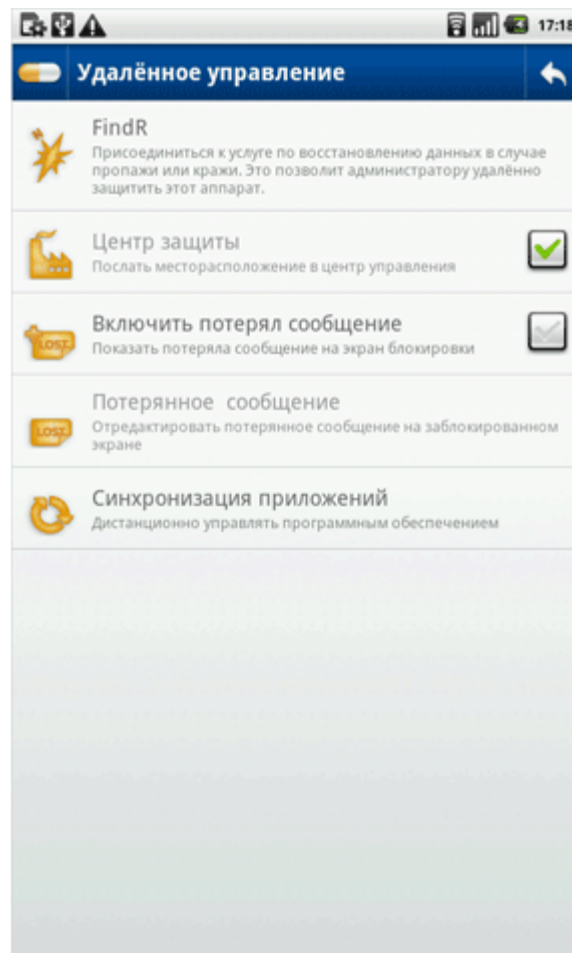 17:18
Удалённое управление
FindR
Присоединиться к услуге по восстановлению данных в случае
пропажи или кражи. Это позволит администратору удалённо
защитить этот аппарат.
Центр защиты
Послать месторасположение в центр управления
Включить потерял сообщение
LOST
Показать потеряла сообщение на экран блокировки
Потерянное сообщение
LOST
Отредактировать потерянное сообщение на заблокированном
экране
Синхронизация приложений
Дистанционно управлять программным обеспечением